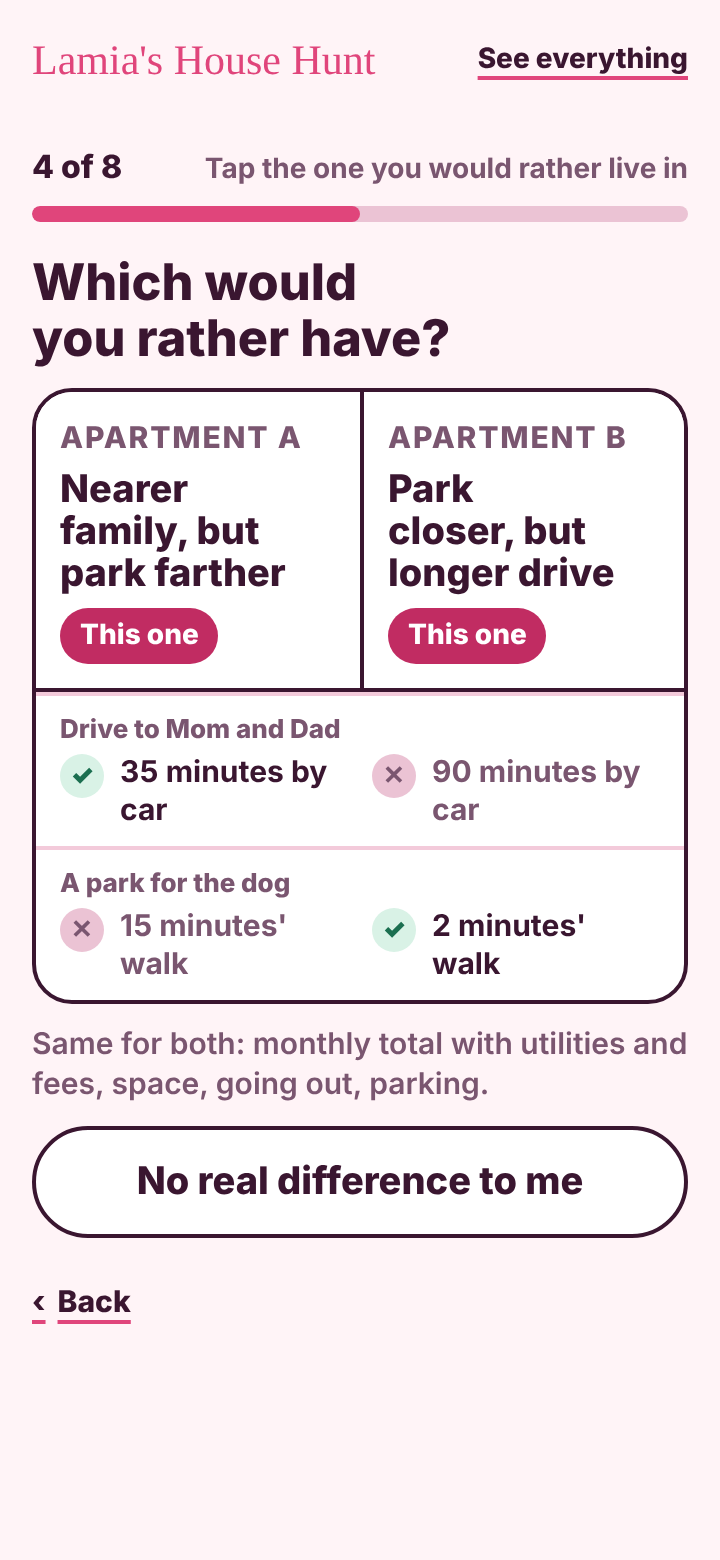 Lamia's House Hunt
See everything
4 of 8
Tap the one you would rather live in
Which would
you rather have?
APARTMENT A
Nearer
family, but
park farther
This one
APARTMENT B
Park
closer, but
longer drive
This one
Drive to Mom and Dad
35 minutes by
car
90 minutes by
car
A park for the dog
15 minutes'
walk
2 minutes'
walk
Same for both: monthly total with utilities and
fees, space, going out, parking.
No real difference to me
‹ Back